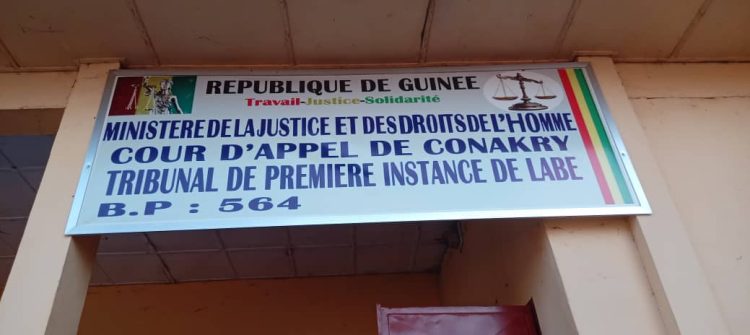 REPUBLIQUE DE GUINEE
Travail-Justice-Solidarité
MINISTERE DE LA JUSTICE ET DES DROITS DE L'HOMME
COUR D'APPEL DE CONAKRY
TRIBUNAL DE PREMIERE INSTANCE DE LABE
B.P : 564